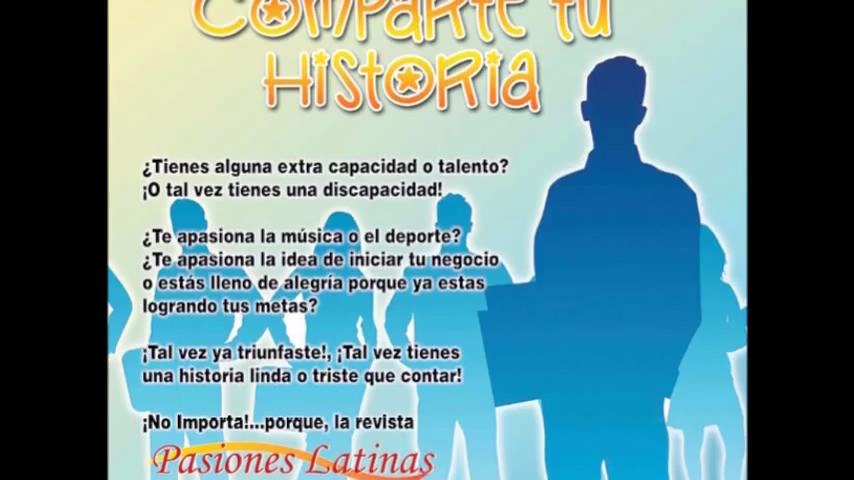 Comparte tu
Historia
¿Tienes alguna extra capacidad o talento?
¡O tal vez tienes una discapacidad!
¿Te apasiona la música o el deporte?
¿Te apasiona la idea de iniciar tu negocio
o estás lleno de alegría porque ya estas
logrando tus metas?
¡Tal vez ya triunfaste!, ¡Tal vez tienes
una historia linda o triste que contar!
¡No Importa!...porque, la revista
Pasiones Latinas